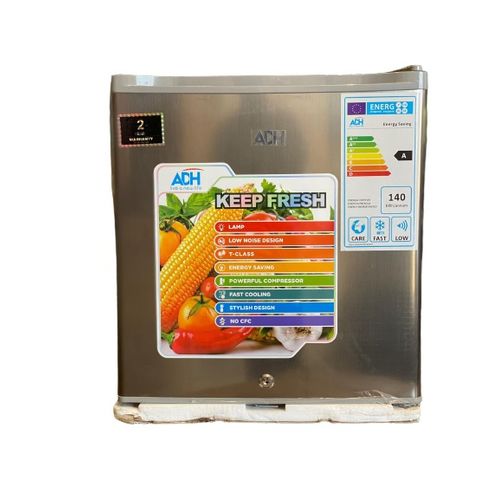 2
YEAR
WARRANTY
ACH
ACH
KEEP FRESH
LAMP
LOW NOISE DESIGN
T-CLASS
ENERGY SAVING
POWERFUL COMPRESSOR
FAST COOLING
STYLISH DESIGN
NO CFC
ENERG
ACH
Energy Saving
A
140
CARE
FAST
LOW